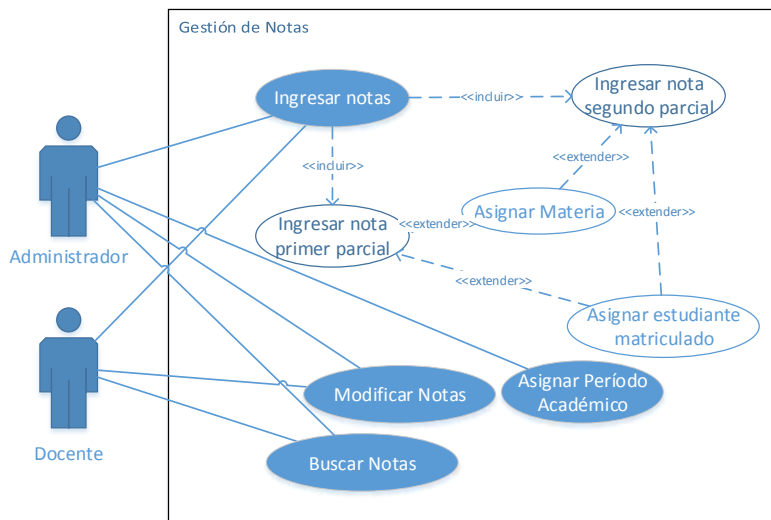 Gestión de Notas
Ingresar notas
<<incluir>>
Ingresar nota
segundo parcial
<<incluir>>
<<extender>>
Asignar Materia
<<extender>>
<<extender>>
Ingresar nota
primer parcial
Administrador
<<extender>>
Asignar estudiante
matriculado
Modificar Notas
Asignar Período
Académico
Docente
Buscar Notas